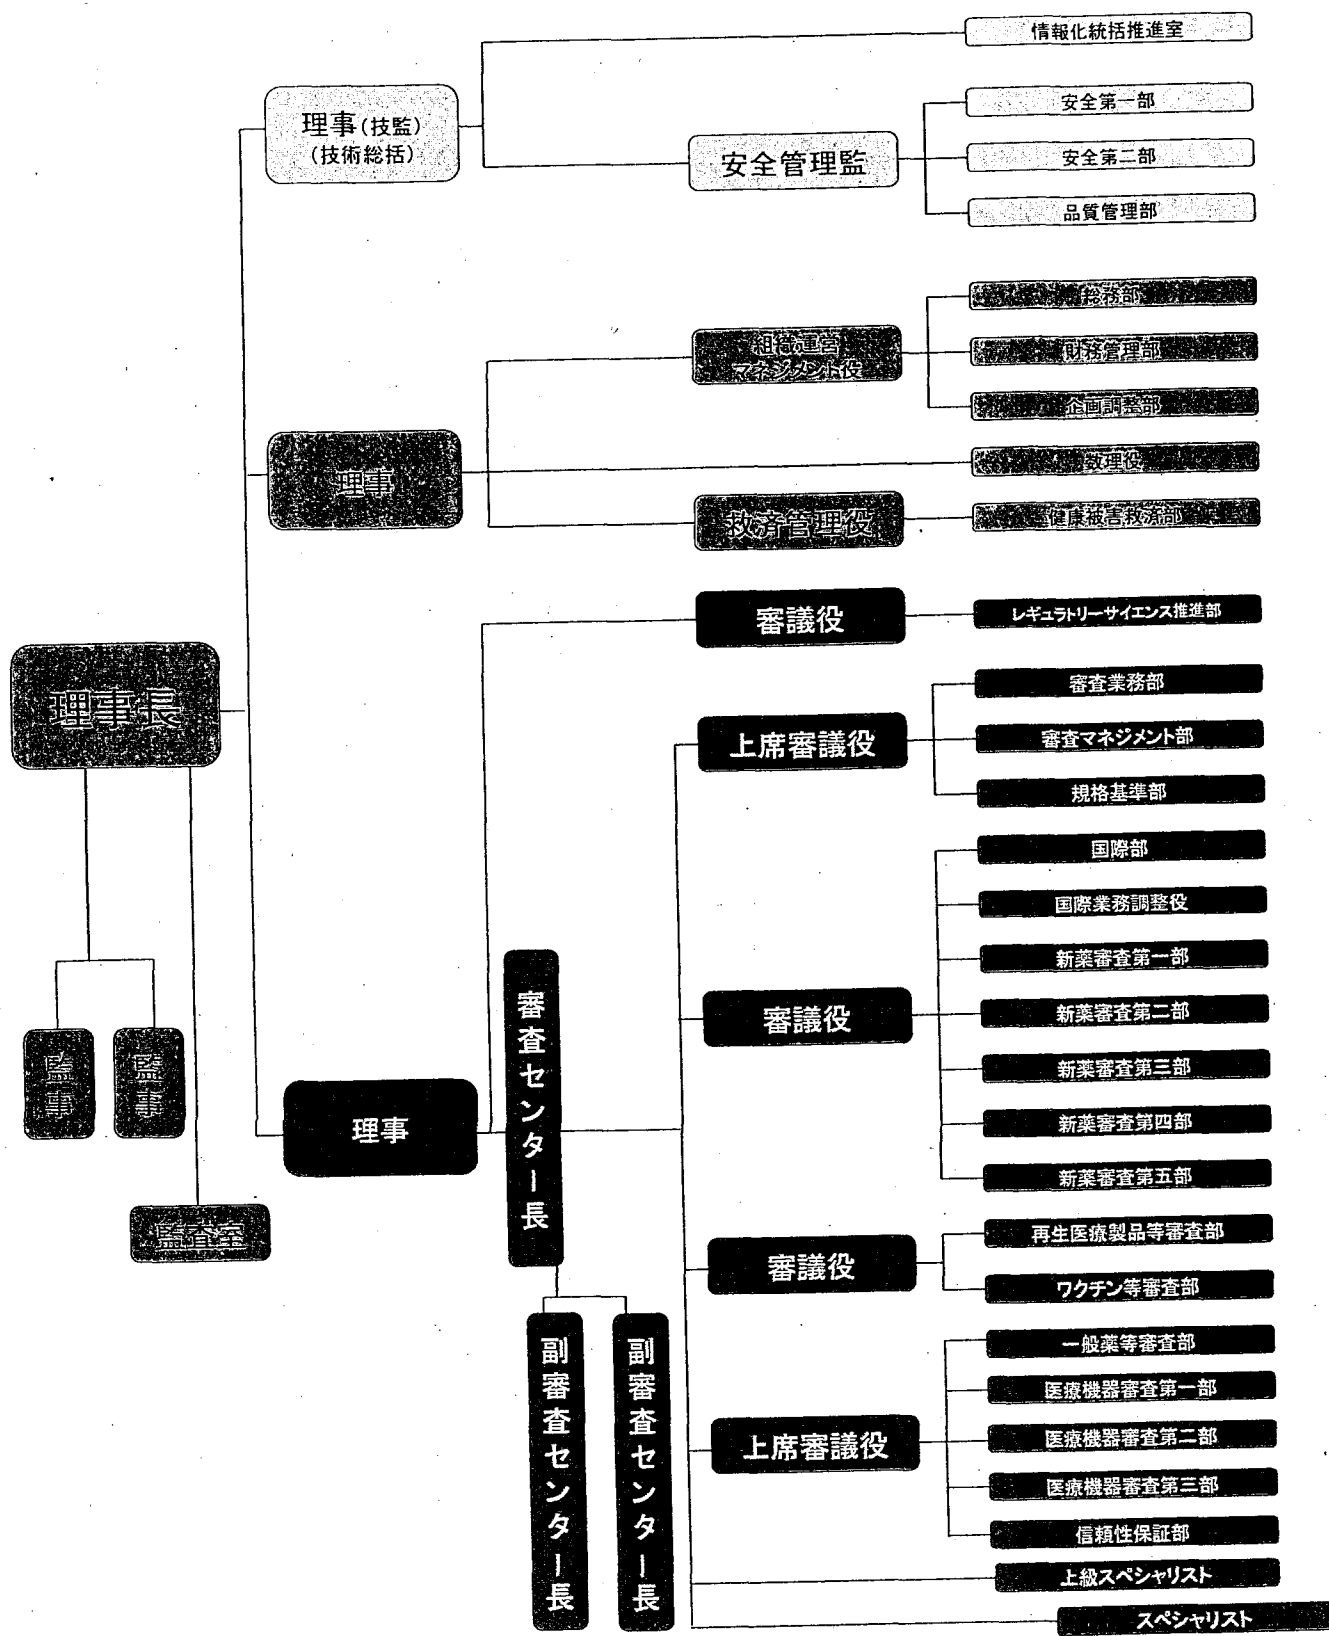 情報化統括推進室
理事(技監)
(技術総括)
安全管理監
安全第一部
安全第二部
品質管理部
組織運営
マネジメント役
総務部
財務管理部
企画調整部
理事
数理役
救済管理役
健康被害救済部
理事長
監事
監事
監査室
理事
審査センター長
副審査センター長
副審査センター長
審議役
レギュラトリーサイエンス推進部
上席審議役
審査業務部
審査マネジメント部
規格基準部
審議役
国際部
国際業務調整役
新薬審査第一部
新薬審査第二部
新薬審査第三部
新薬審査第四部
新薬審査第五部
審議役
再生医療製品等審査部
ワクチン等審査部
上席審議役
一般薬等審査部
医療機器審査第一部
医療機器審査第二部
医療機器審査第三部
信頼性保証部
上級スペシャリスト
スペシャリスト